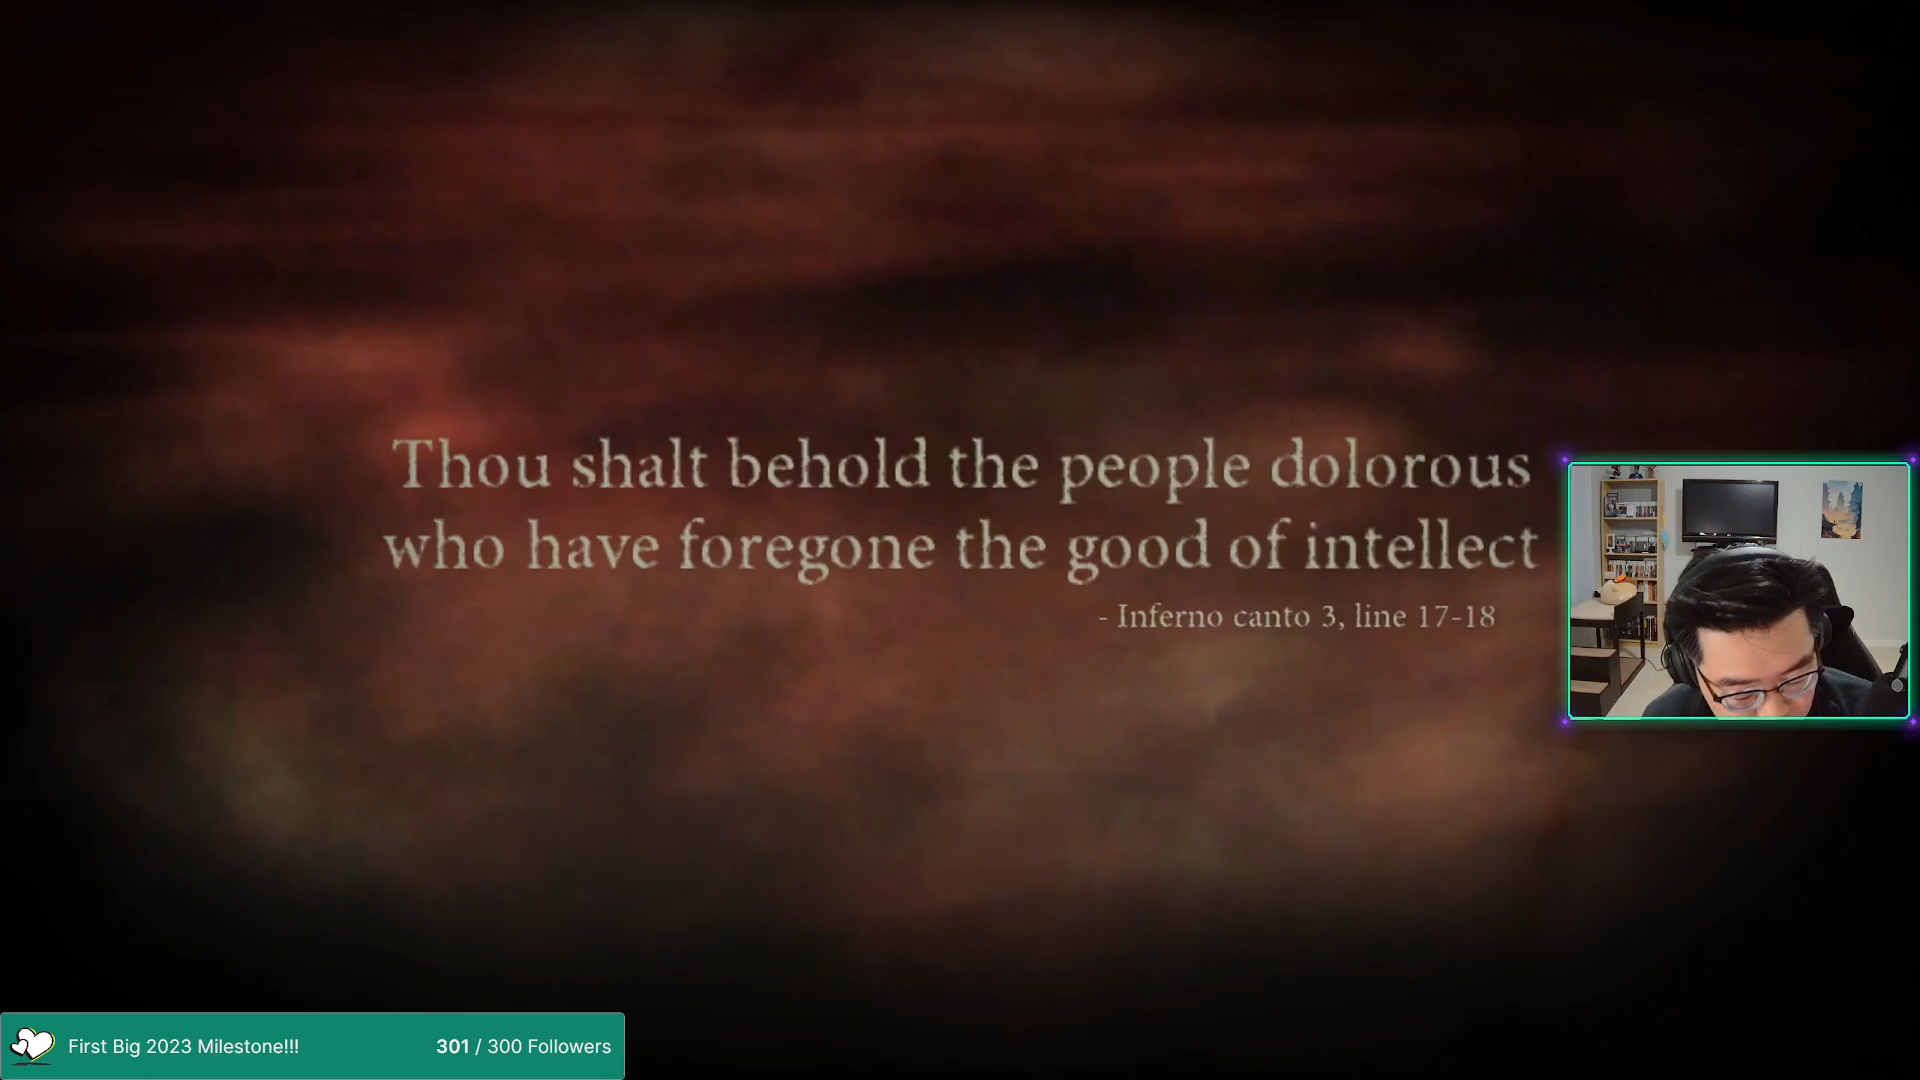 Thou shalt behold the people dolorous
who have foregone the good of intellect
- Inferno canto 3, line 17-18
First Big 2023 Milestone!!!
301 / 300 Followers